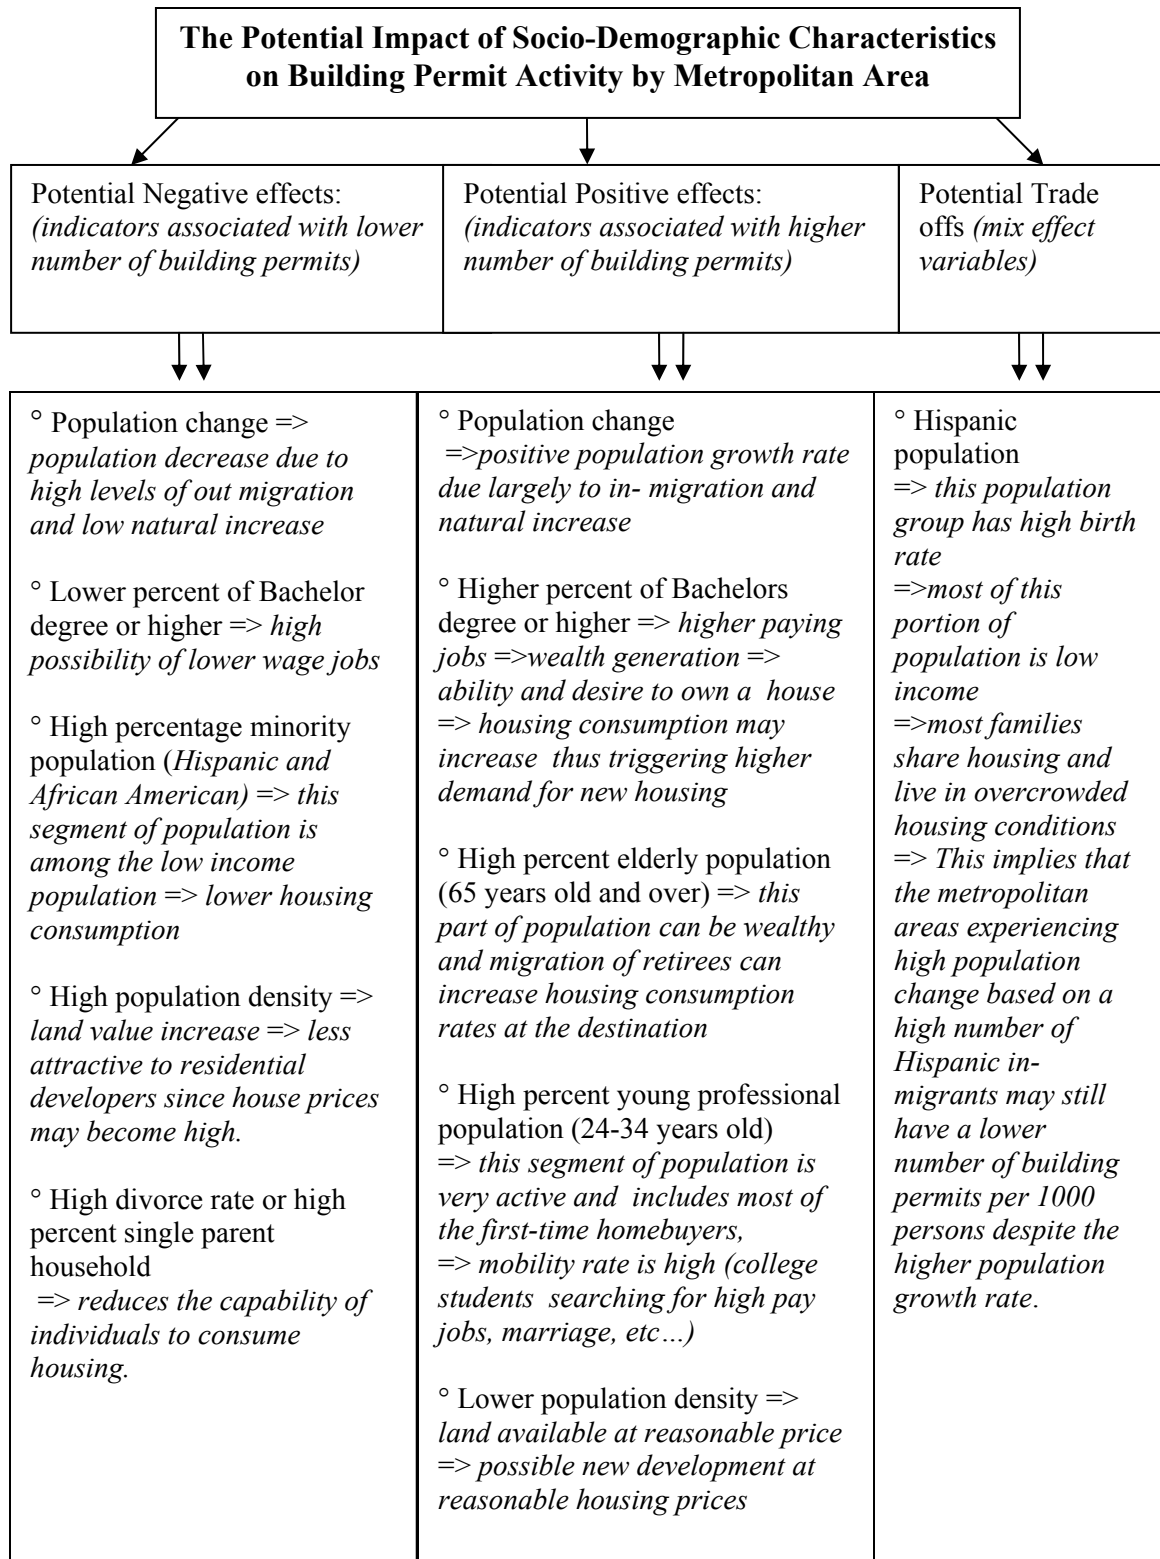 The Potential Impact of Socio-Demographic Characteristics
on Building Permit Activity by Metropolitan Area
Potential Negative effects:
(indicators associated with lower
number of building permits)
Potential Positive effects:
(indicators associated with higher
number of building permits)
Potential Trade
offs (mix effect
variables)
° Population change =>
population decrease due to
high levels of out migration
and low natural increase
° Lower percent of Bachelor
degree or higher => high
possibility of lower wage jobs
° High percentage minority
population (Hispanic and
African American) => this
segment of population is
among the low income
population => lower housing
consumption
° High population density =>
land value increase => less
attractive to residential
developers since house prices
may become high.
° High divorce rate or high
percent single parent
household
=> reduces the capability of
individuals to consume
housing.
° Population change
=>positive population growth rate
due largely to in- migration and
natural increase
° Higher percent of Bachelors
degree or higher => higher paying
jobs =>wealth generation =>
ability and desire to own a house
=> housing consumption may
increase thus triggering higher
demand for new housing
° High percent elderly population
(65 years old and over) => this
part of population can be wealthy
and migration of retirees can
increase housing consumption
rates at the destination
° High percent young professional
population (24-34 years old)
=> this segment of population is
very active and includes most of
the first-time homebuyers,
=> mobility rate is high (college
students searching for high pay
jobs, marriage, etc…)
° Lower population density =>
land available at reasonable price
=> possible new development at
reasonable housing prices
° Hispanic
population
=> this population
group has high birth
rate
=>most of this
portion of
population is low
income
=>most families
share housing and
live in overcrowded
housing conditions
=> This implies that
the metropolitan
areas experiencing
high population
change based on a
high number of
Hispanic in-
migrants may still
have a lower
number of building
permits per 1000
persons despite the
higher population
growth rate.